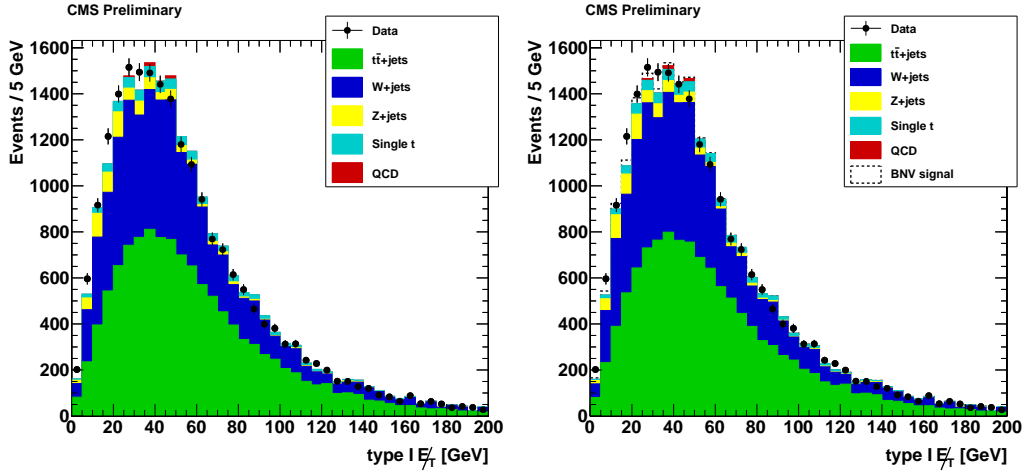 CMS Preliminary
Events / 5 GeV
1600
1400
1200
1000
800
600
400
200
0
0 20 40 60 80 100 120 140 160 180 200
type I E̸T [GeV]
Data
tt̄+jets
W+jets
Z+jets
Single t
QCD
CMS Preliminary
Events / 5 GeV
1600
1400
1200
1000
800
600
400
200
0
0 20 40 60 80 100 120 140 160 180 200
type I E̸T [GeV]
Data
tt̄+jets
W+jets
Z+jets
Single t
QCD
BNV signal